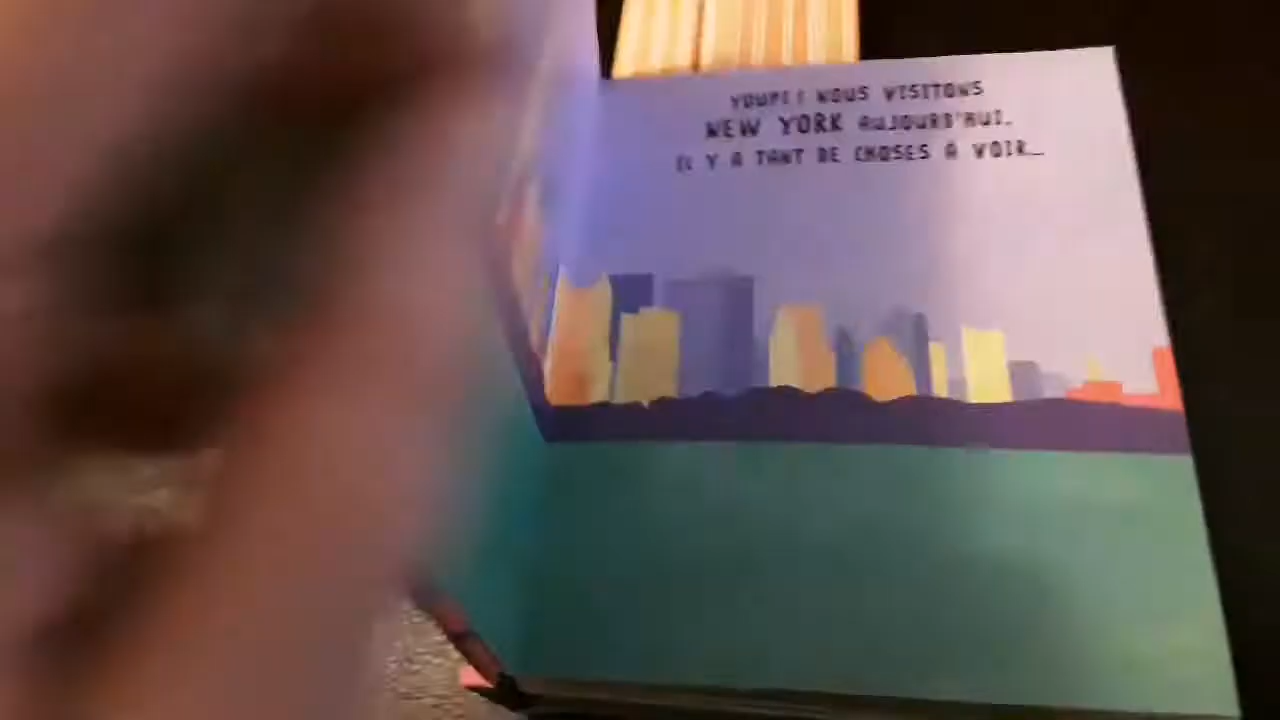 YOUPI ! NOUS VISITONS
NEW YORK AUJOURD'HUI.
IL Y A TANT DE CHOSES À VOIR...